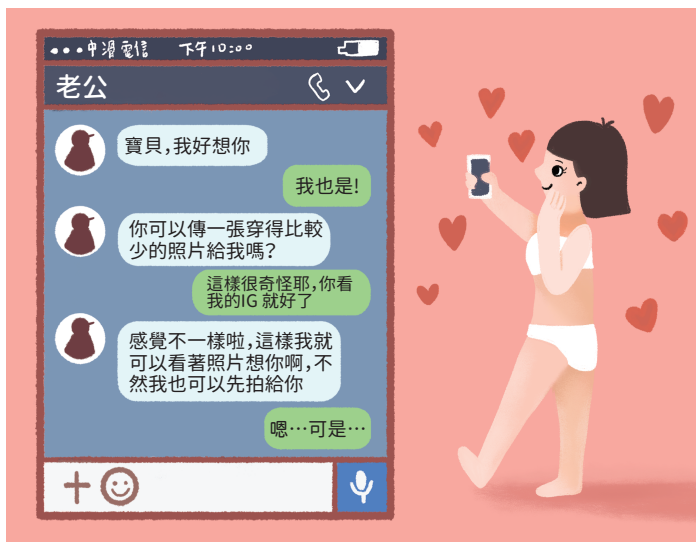 中漫電信 下午10:00
老公
寶貝,我好想你
我也是!
你可以傳一張穿得比較
少的照片給我嗎?
這樣很奇怪耶,你看
我的IG 就好了
感覺不一樣啦,這樣我就
可以看著照片想你啊,不
然我也可以先拍給你
嗯⋯可是⋯